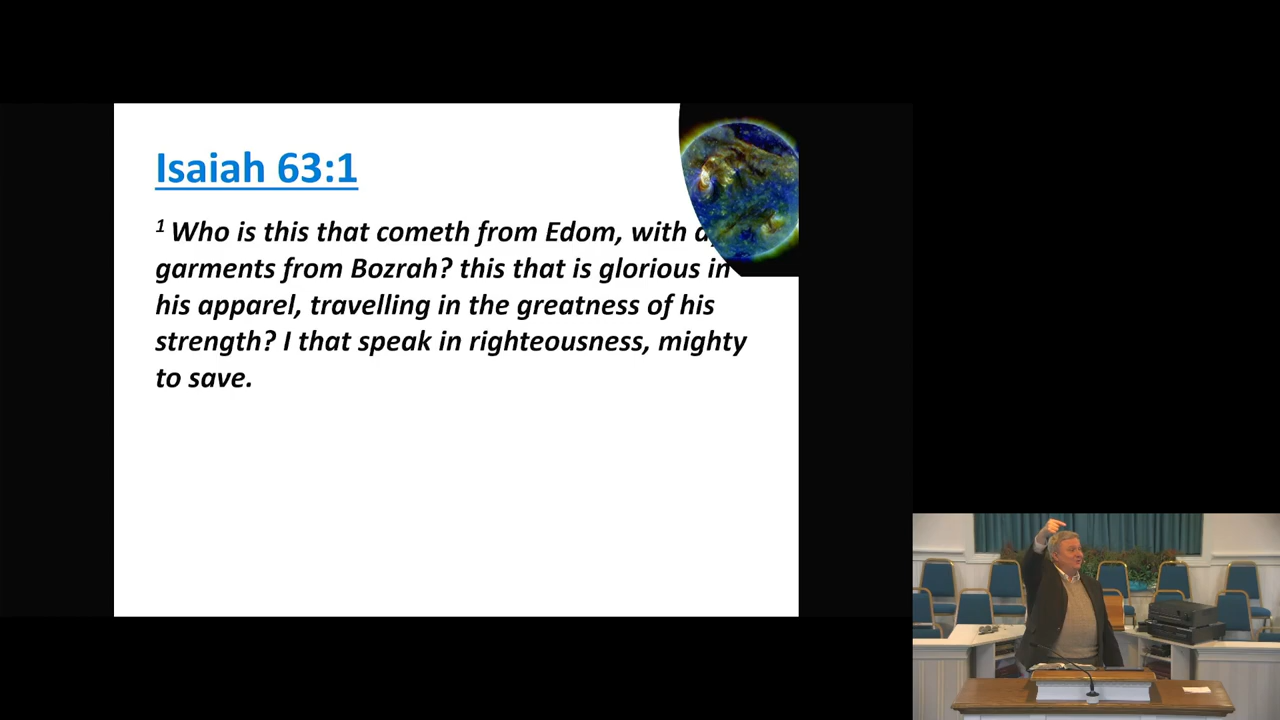 Isaiah 63:1
1 Who is this that cometh from Edom, with
garments from Bozrah? this that is glorious in
his apparel, travelling in the greatness of his
strength? I that speak in righteousness, mighty
to save.